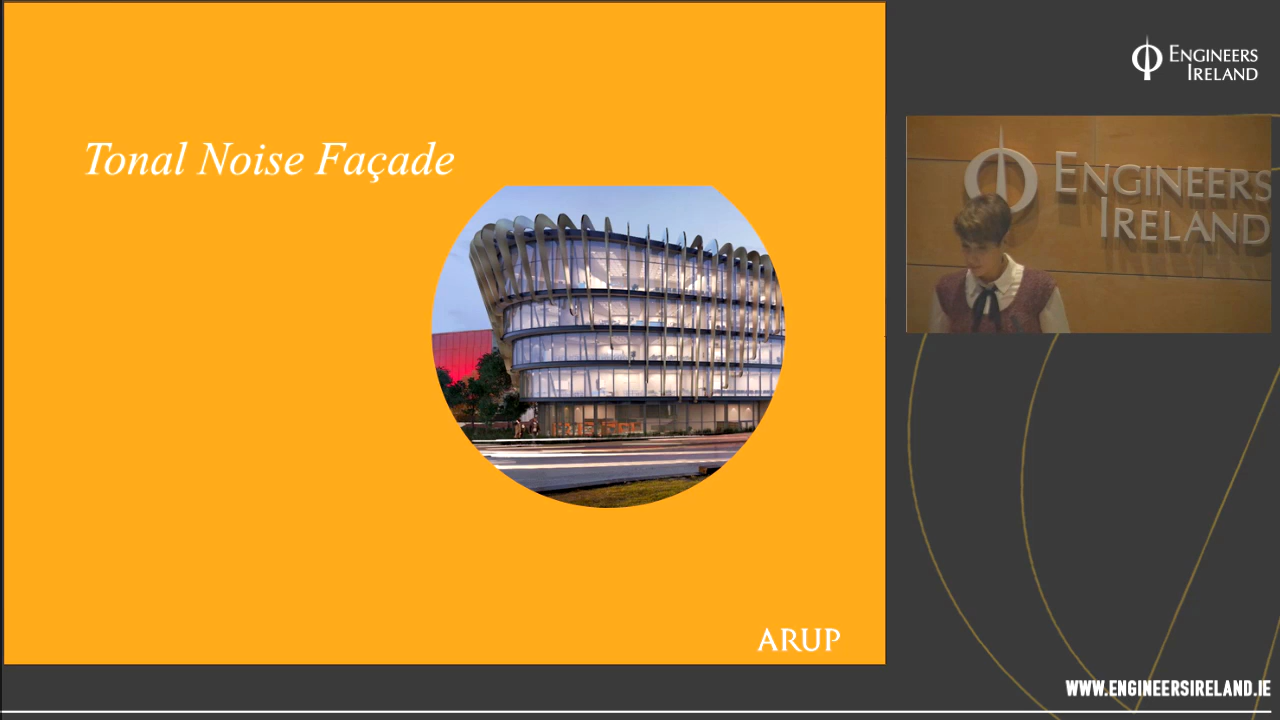 Tonal Noise Façade
ARUP
ENGINEERS
IRELAND
ENGINEERS
IRELAND
WWW.ENGINEERSIRELAND.IE